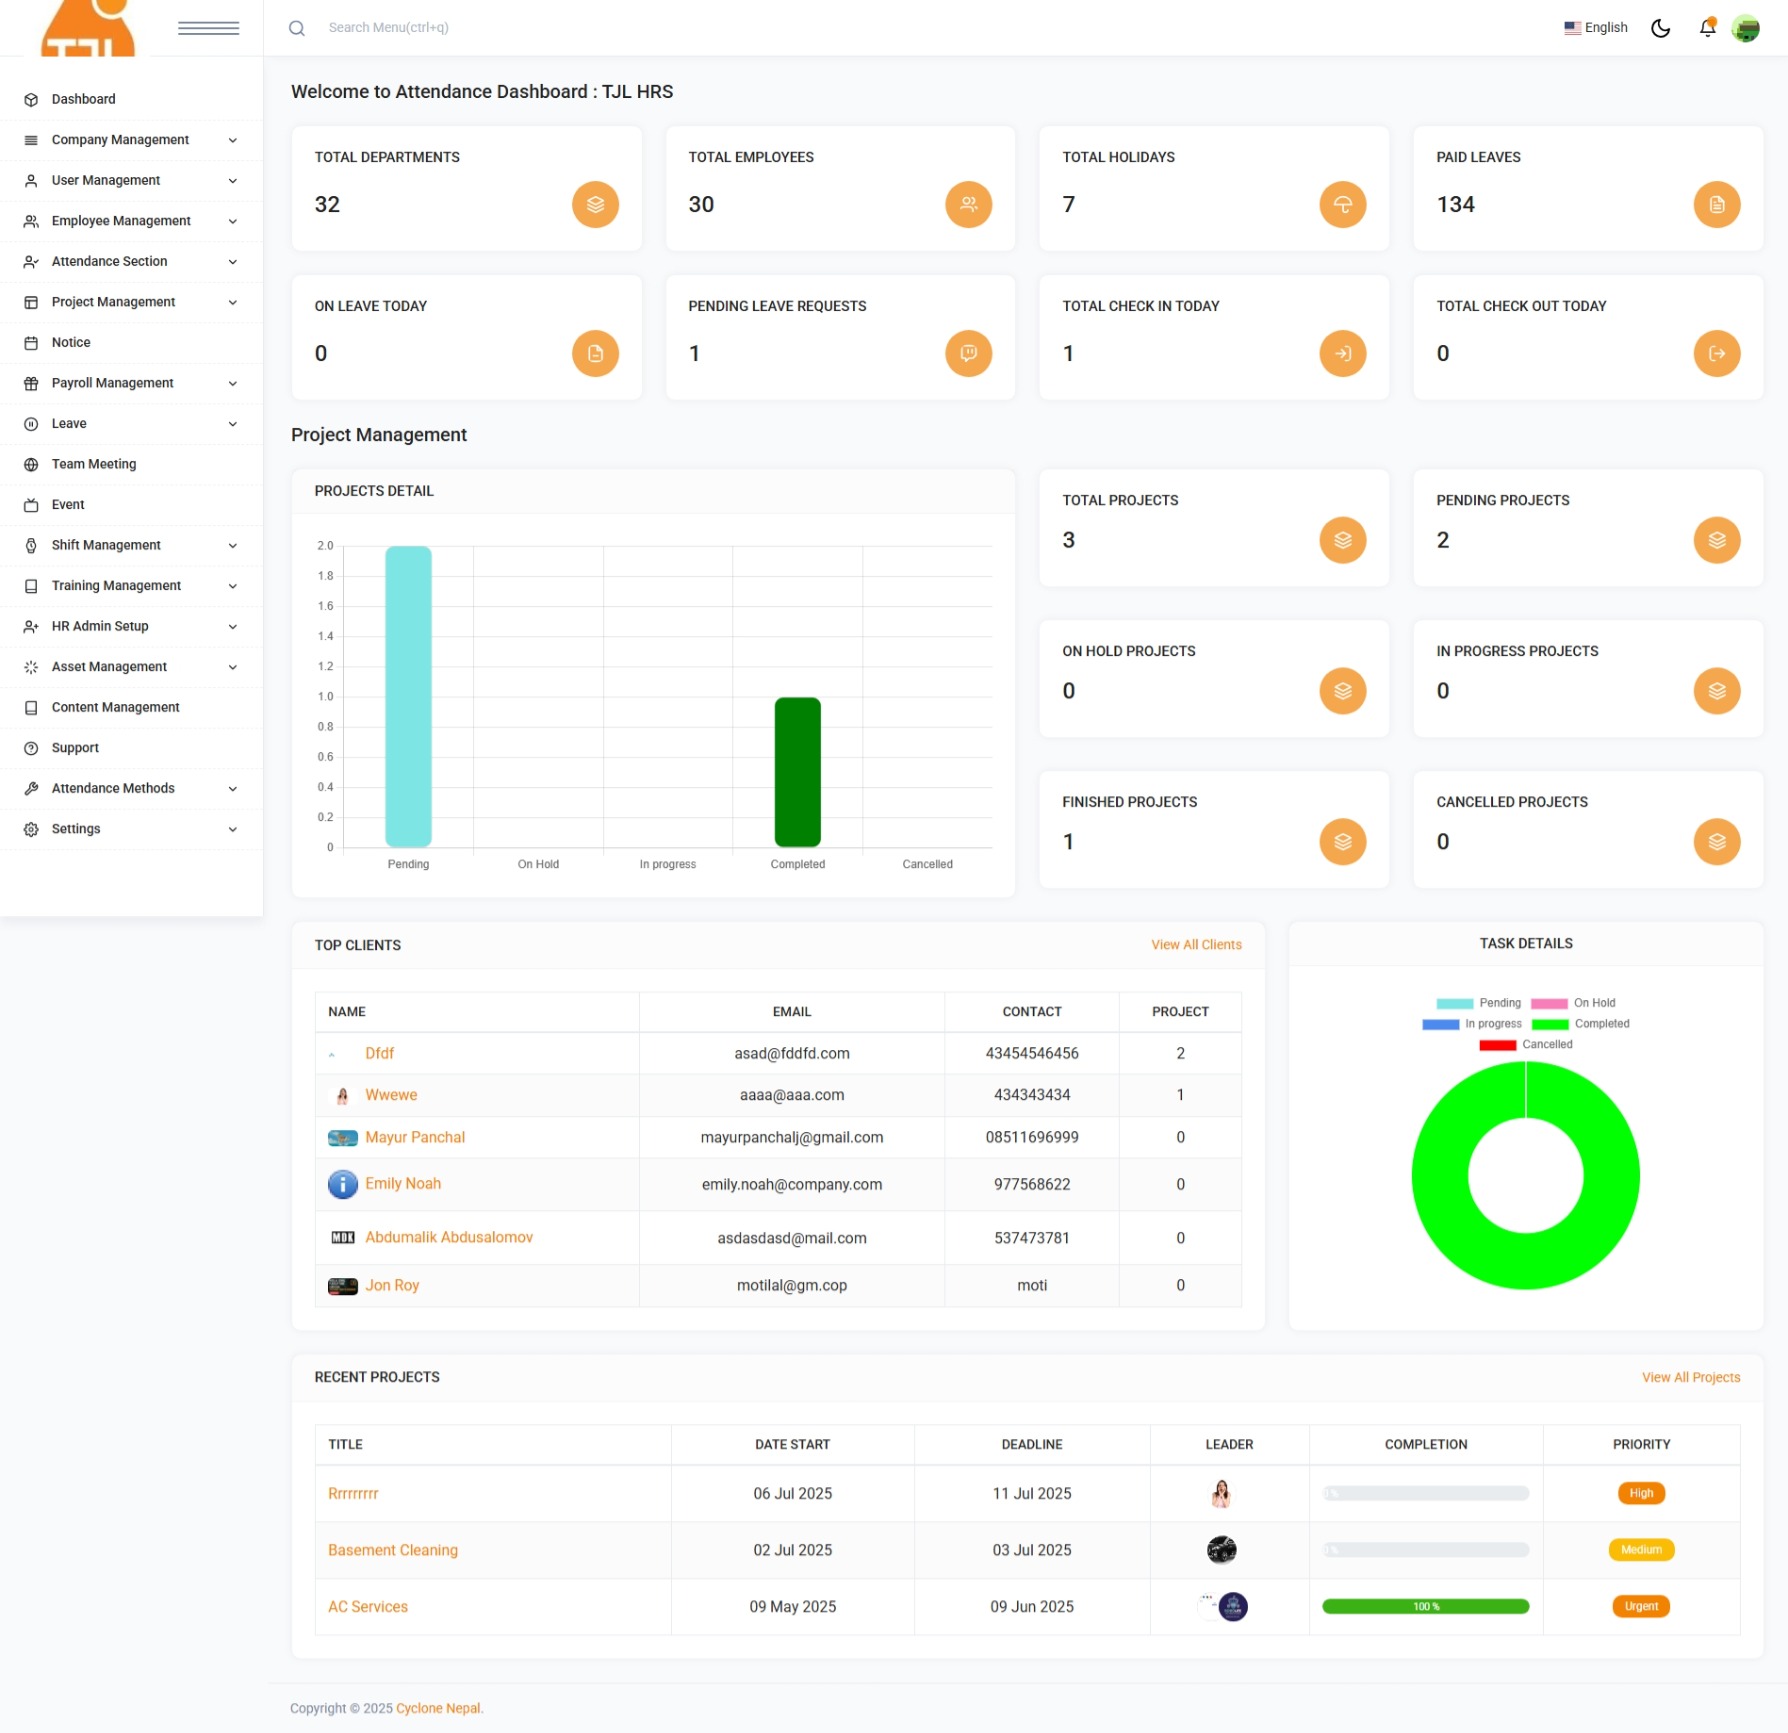 TJL
Search Menu(ctrl+q)
English
Dashboard
Company Management
User Management
Employee Management
Attendance Section
Project Management
Notice
Payroll Management
Leave
Team Meeting
Event
Shift Management
Training Management
HR Admin Setup
Asset Management
Content Management
Support
Attendance Methods
Settings
Welcome to Attendance Dashboard : TJL HRS
TOTAL DEPARTMENTS
32
TOTAL EMPLOYEES
30
TOTAL HOLIDAYS
7
PAID LEAVES
134
ON LEAVE TODAY
0
PENDING LEAVE REQUESTS
1
TOTAL CHECK IN TODAY
1
TOTAL CHECK OUT TODAY
0
Project Management
PROJECTS DETAIL
2.0
1.8
1.6
1.4
1.2
1.0
0.8
0.6
0.4
0.2
0
Pending On Hold In progress Completed Cancelled
TOTAL PROJECTS
3
PENDING PROJECTS
2
ON HOLD PROJECTS
0
IN PROGRESS PROJECTS
0
FINISHED PROJECTS
1
CANCELLED PROJECTS
0
TOP CLIENTS View All Clients
NAME EMAIL CONTACT PROJECT
Dfdf asad@fddfd.com 43454546456 2
Wwewe aaaa@aaa.com 434343434 1
Mayur Panchal mayurpanchalj@gmail.com 08511696999 0
Emily Noah emily.noah@company.com 977568622 0
MDK Abdumalik Abdusalomov asdasdasd@mail.com 537473781 0
Jon Roy motilal@gm.cop moti 0
TASK DETAILS
Pending On Hold
In progress Completed
Cancelled
RECENT PROJECTS View All Projects
TITLE DATE START DEADLINE LEADER COMPLETION PRIORITY
Rrrrrrrrr 06 Jul 2025 11 Jul 2025 0 % High
Basement Cleaning 02 Jul 2025 03 Jul 2025 0 % Medium
AC Services 09 May 2025 09 Jun 2025 100 % Urgent
Copyright © 2025 Cyclone Nepal.